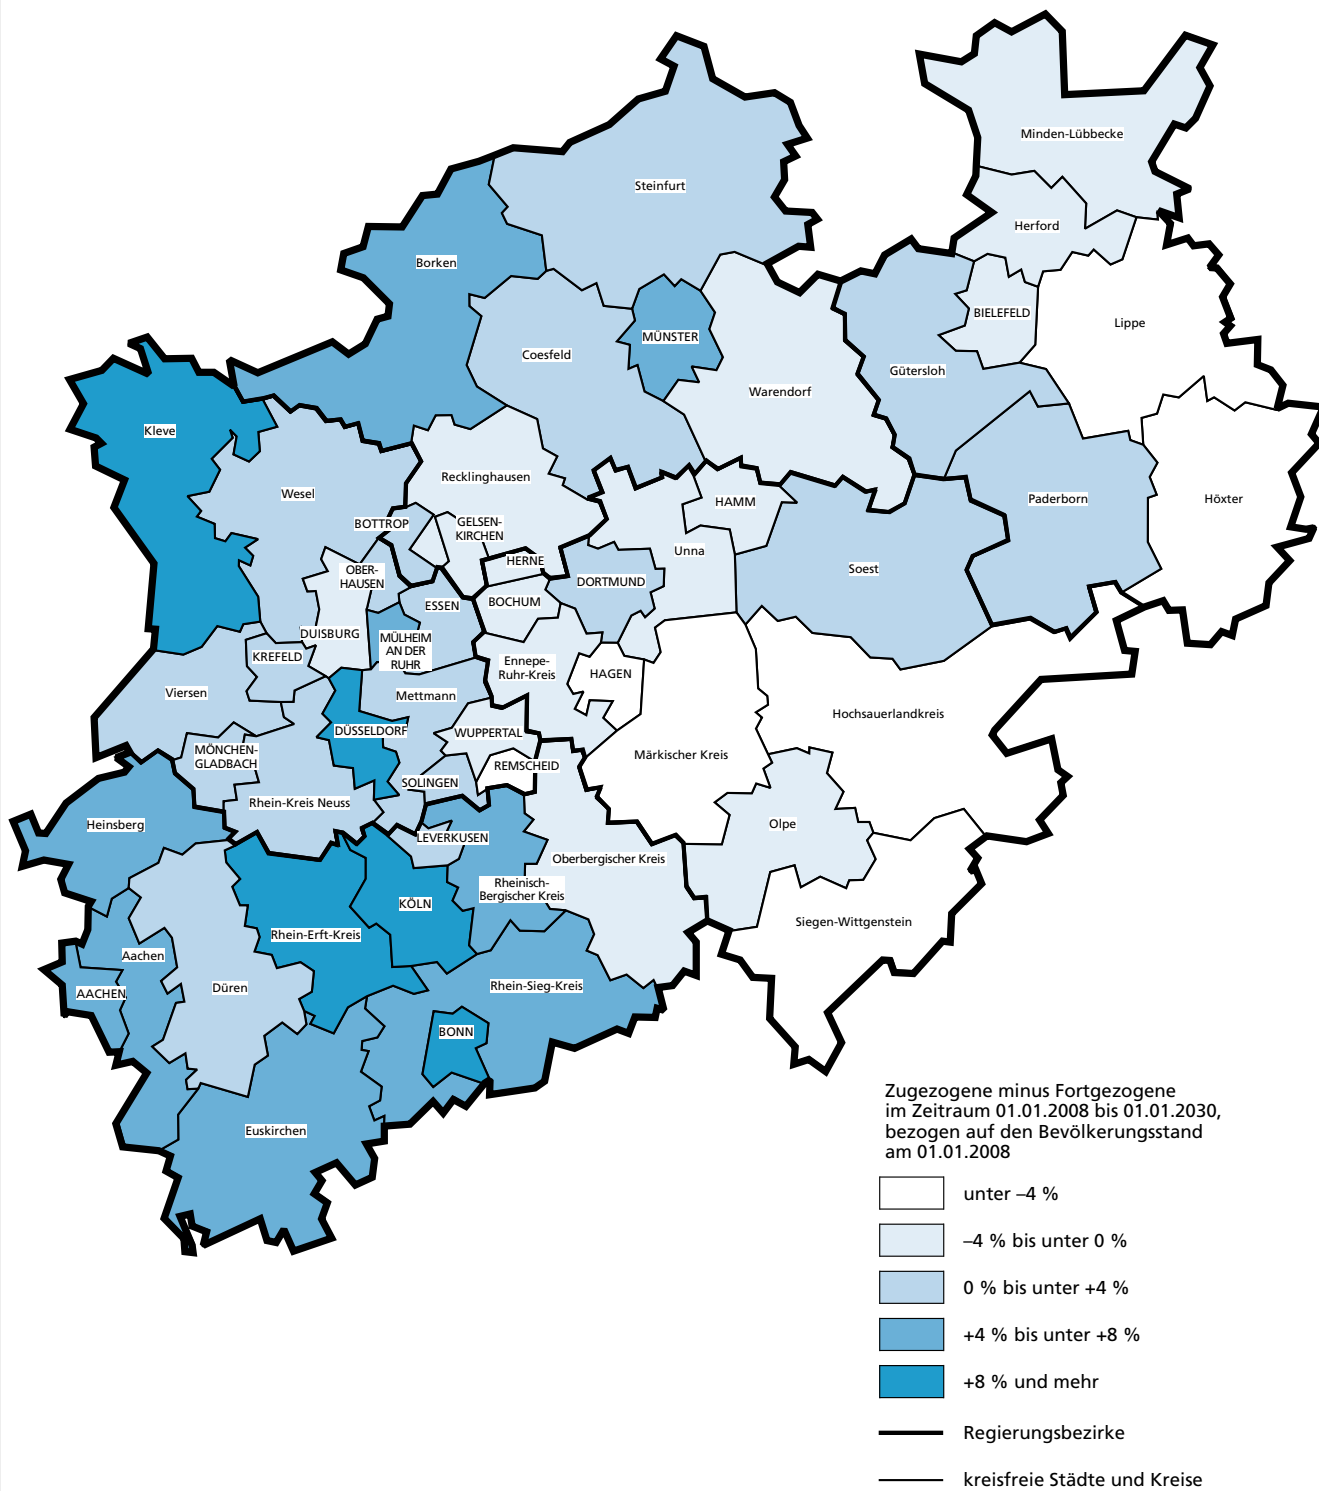 Minden-Lübbecke
Steinfurt
Herford
Borken
BIELEFELD
Lippe
MÜNSTER
Coesfeld
Gütersloh
Warendorf
Kleve
Recklinghausen
Wesel
Paderborn
Höxter
HAMM
BOTTROP
GELSEN-
KIRCHEN
Unna
HERNE
Soest
OBER-
HAUSEN
DORTMUND
ESSEN
BOCHUM
DUISBURG
MÜLHEIM
AN DER
RUHR
KREFELD
Ennepe-
Ruhr-Kreis
HAGEN
Viersen
Mettmann
Hochsauerlandkreis
DÜSSELDORF
WUPPERTAL
MÖNCHEN-
GLADBACH
Märkischer Kreis
REMSCHEID
SOLINGEN
Rhein-Kreis Neuss
Heinsberg
Olpe
LEVERKUSEN
Oberbergischer Kreis
Rheinisch-
Bergischer Kreis
KÖLN
Siegen-Wittgenstein
Rhein-Erft-Kreis
Aachen
Düren
Rhein-Sieg-Kreis
AACHEN
BONN
Euskirchen
Zugezogene minus Fortgezogene
im Zeitraum 01.01.2008 bis 01.01.2030,
bezogen auf den Bevölkerungsstand
am 01.01.2008
unter –4 %
–4 % bis unter 0 %
0 % bis unter +4 %
+4 % bis unter +8 %
+8 % und mehr
Regierungsbezirke
kreisfreie Städte und Kreise